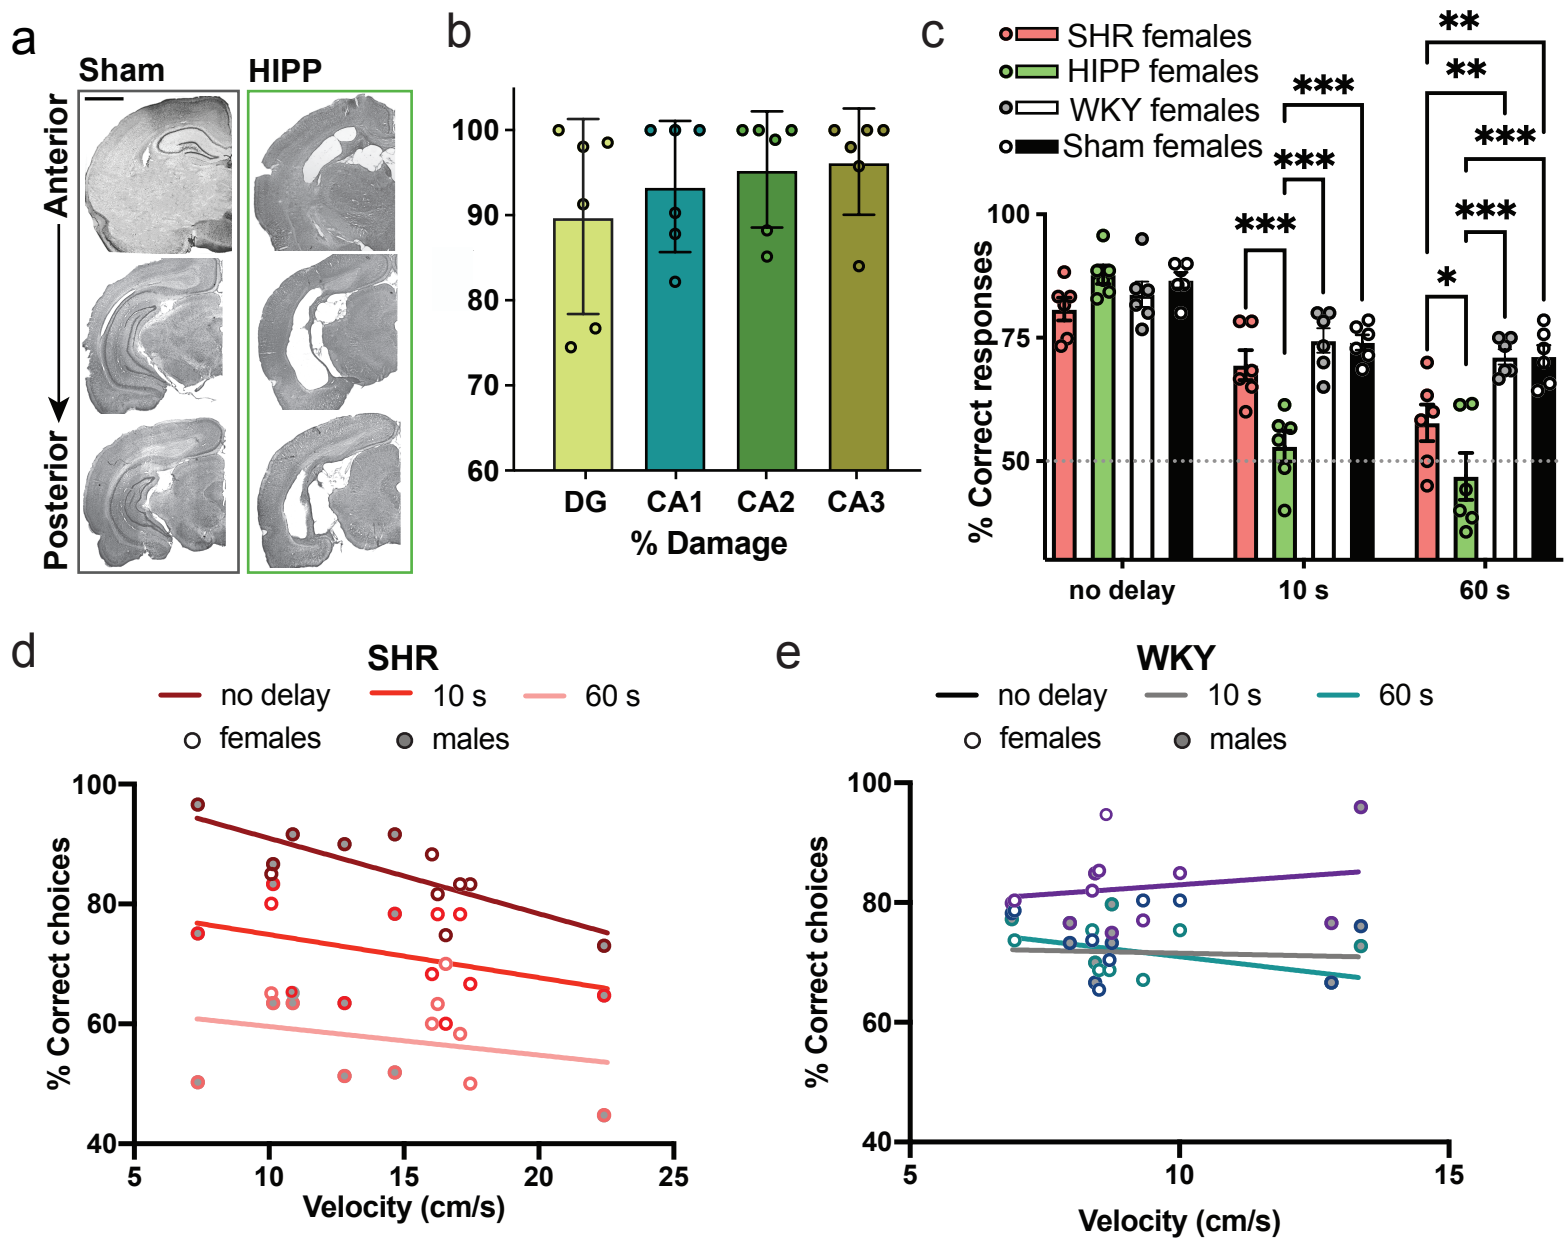 a
Sham
HIPP
Anterior
Posterior
b
100
90
80
70
60
DG
CA1
CA2
CA3
% Damage
c
SHR females
HIPP females
WKY females
Sham females
% Correct responses
100
75
50
no delay
10 s
60 s
***
***
***
*
***
***
**
**
d
SHR
no delay
10 s
60 s
females
males
% Correct choices
100
80
60
40
5
10
15
20
25
Velocity (cm/s)
e
WKY
no delay
10 s
60 s
females
males
% Correct choices
100
80
60
40
5
10
15
Velocity (cm/s)